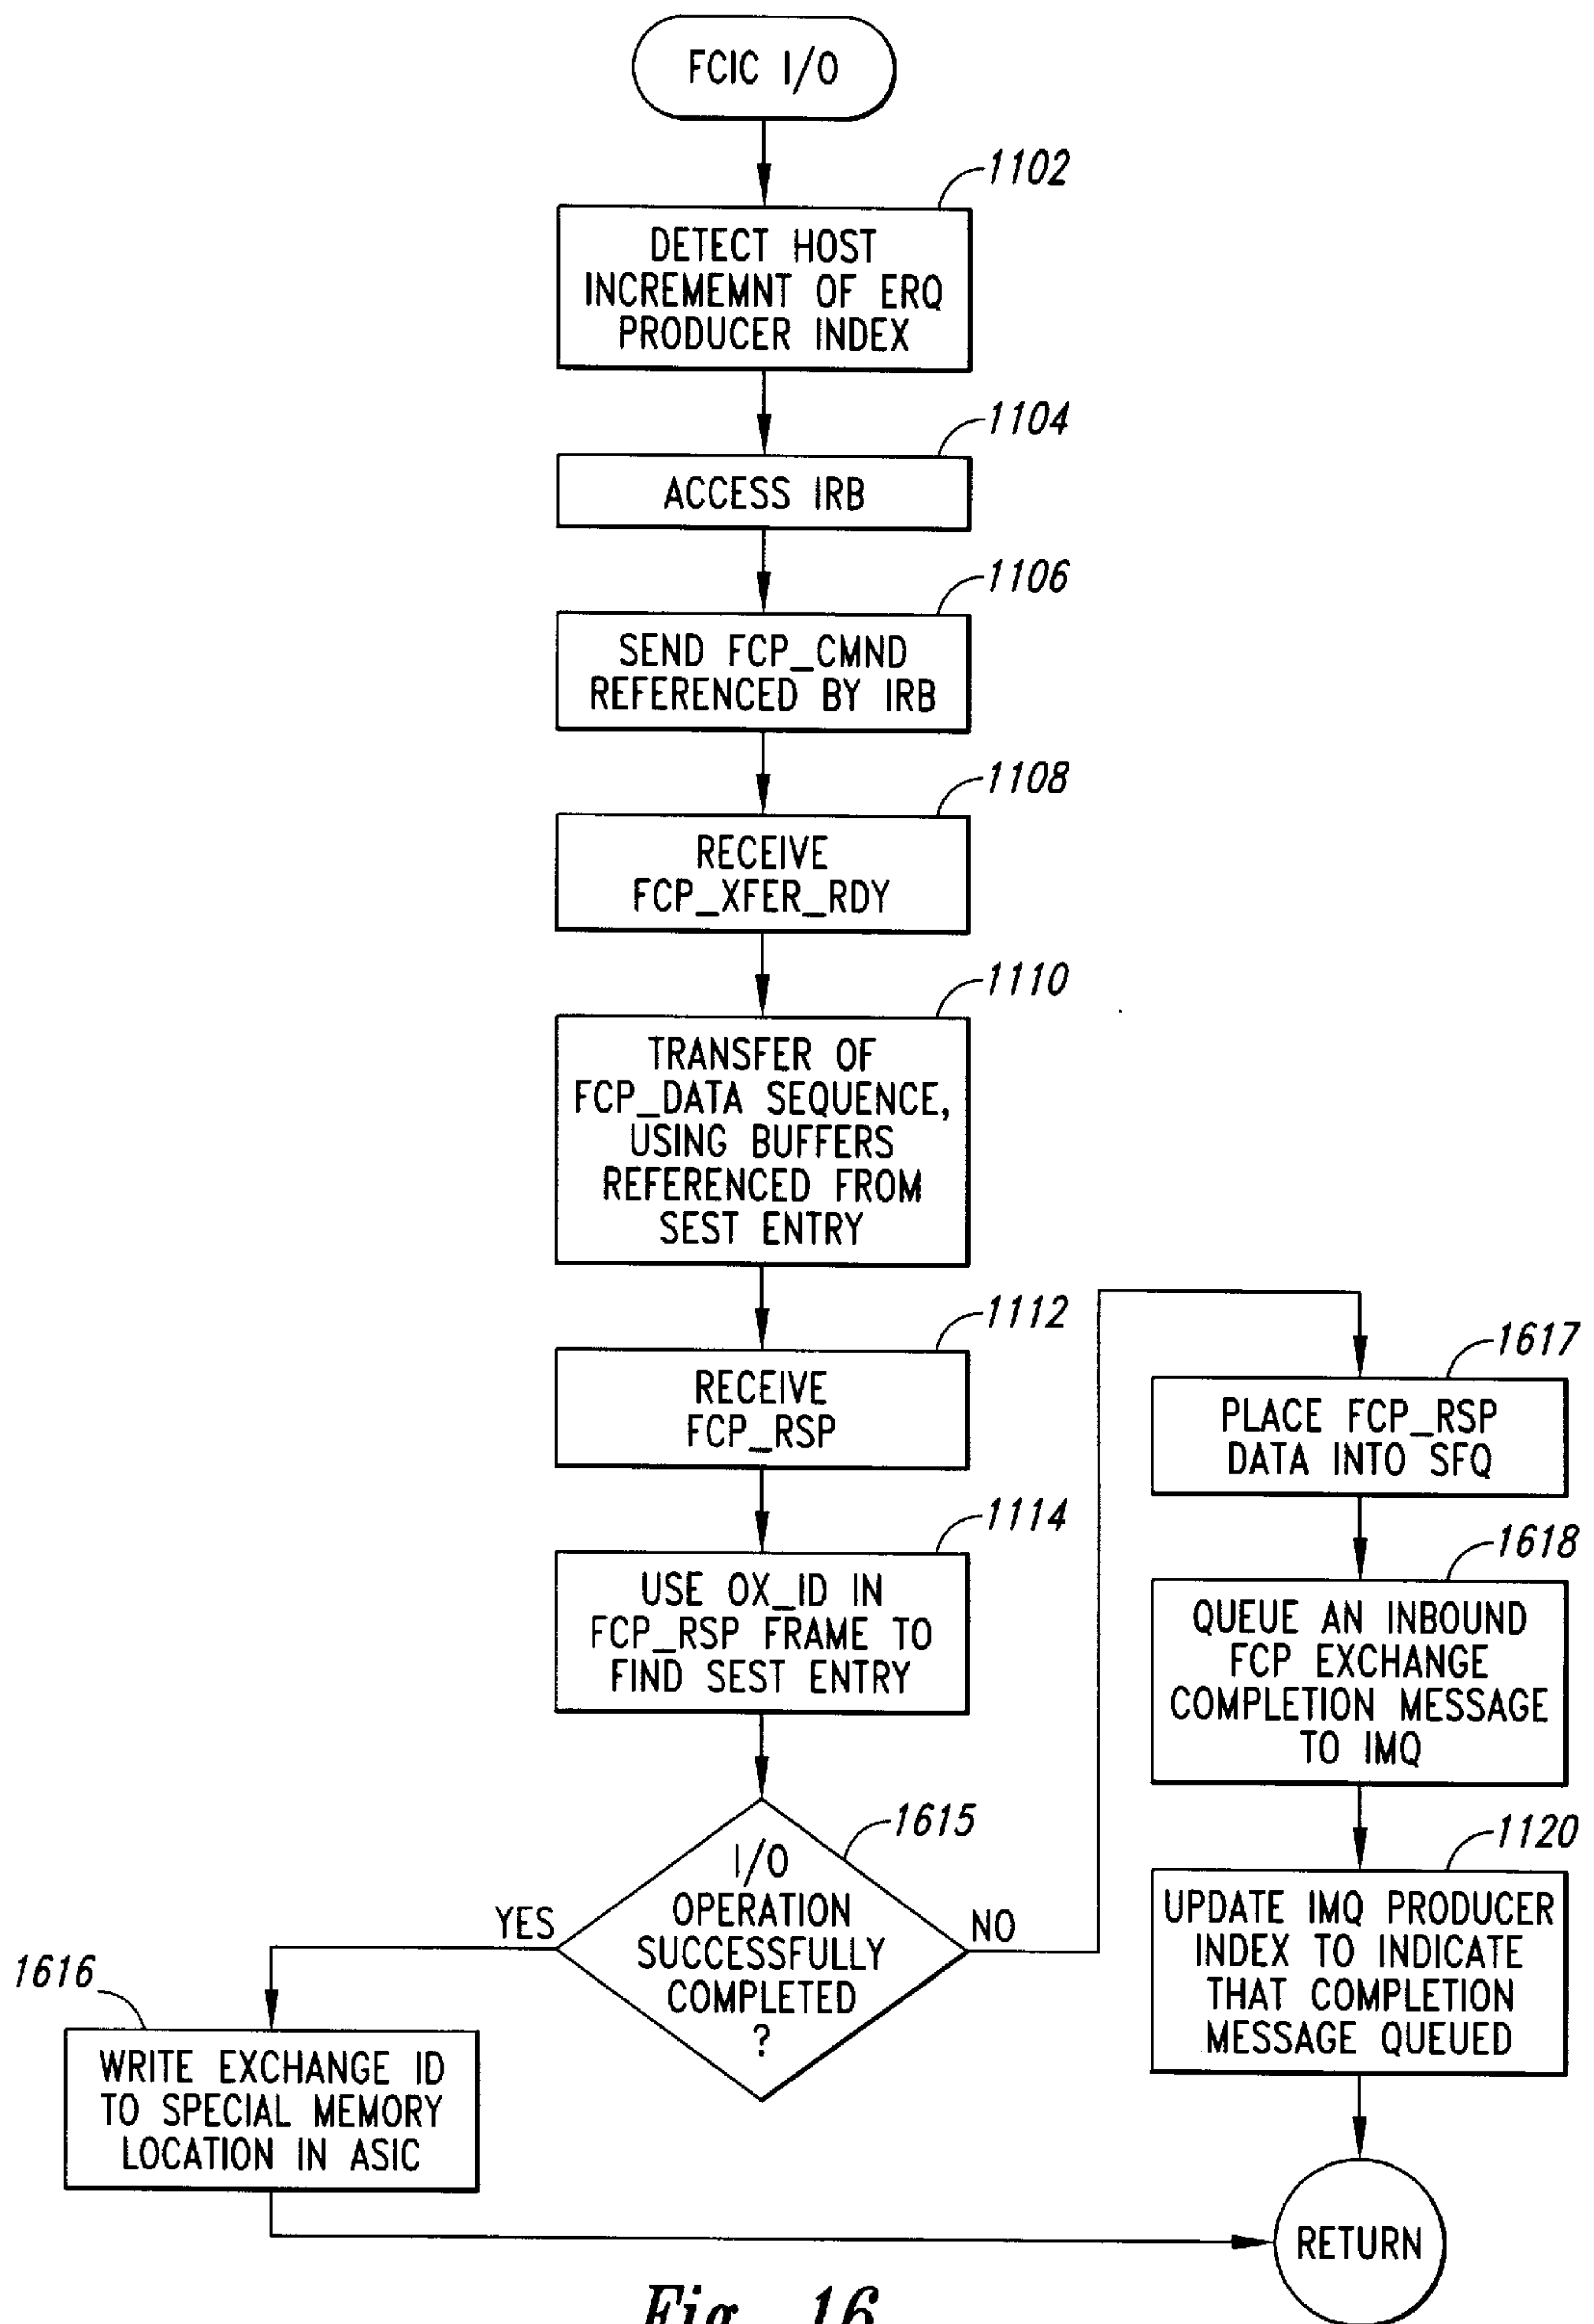 FCIC I/O
1102
DETECT HOST
INCREMEMNT OF ERQ
PRODUCER INDEX
1104
ACCESS IRB
1106
SEND FCP_CMND
REFERENCED BY IRB
1108
RECEIVE
FCP_XFER_RDY
1110
TRANSFER OF
FCP_DATA SEQUENCE,
USING BUFFERS
REFERENCED FROM
SEST ENTRY
1112
RECEIVE
FCP_RSP
1114
USE OX_ID IN
FCP_RSP FRAME TO
FIND SEST ENTRY
1615
I/O
OPERATION
SUCCESSFULLY
COMPLETED
?
YES
NO
1616
WRITE EXCHANGE ID
TO SPECIAL MEMORY
LOCATION IN ASIC
1617
PLACE FCP_RSP
DATA INTO SFQ
1618
QUEUE AN INBOUND
FCP EXCHANGE
COMPLETION MESSAGE
TO IMQ
1120
UPDATE IMQ PRODUCER
INDEX TO INDICATE
THAT COMPLETION
MESSAGE QUEUED
RETURN
Fig. 16